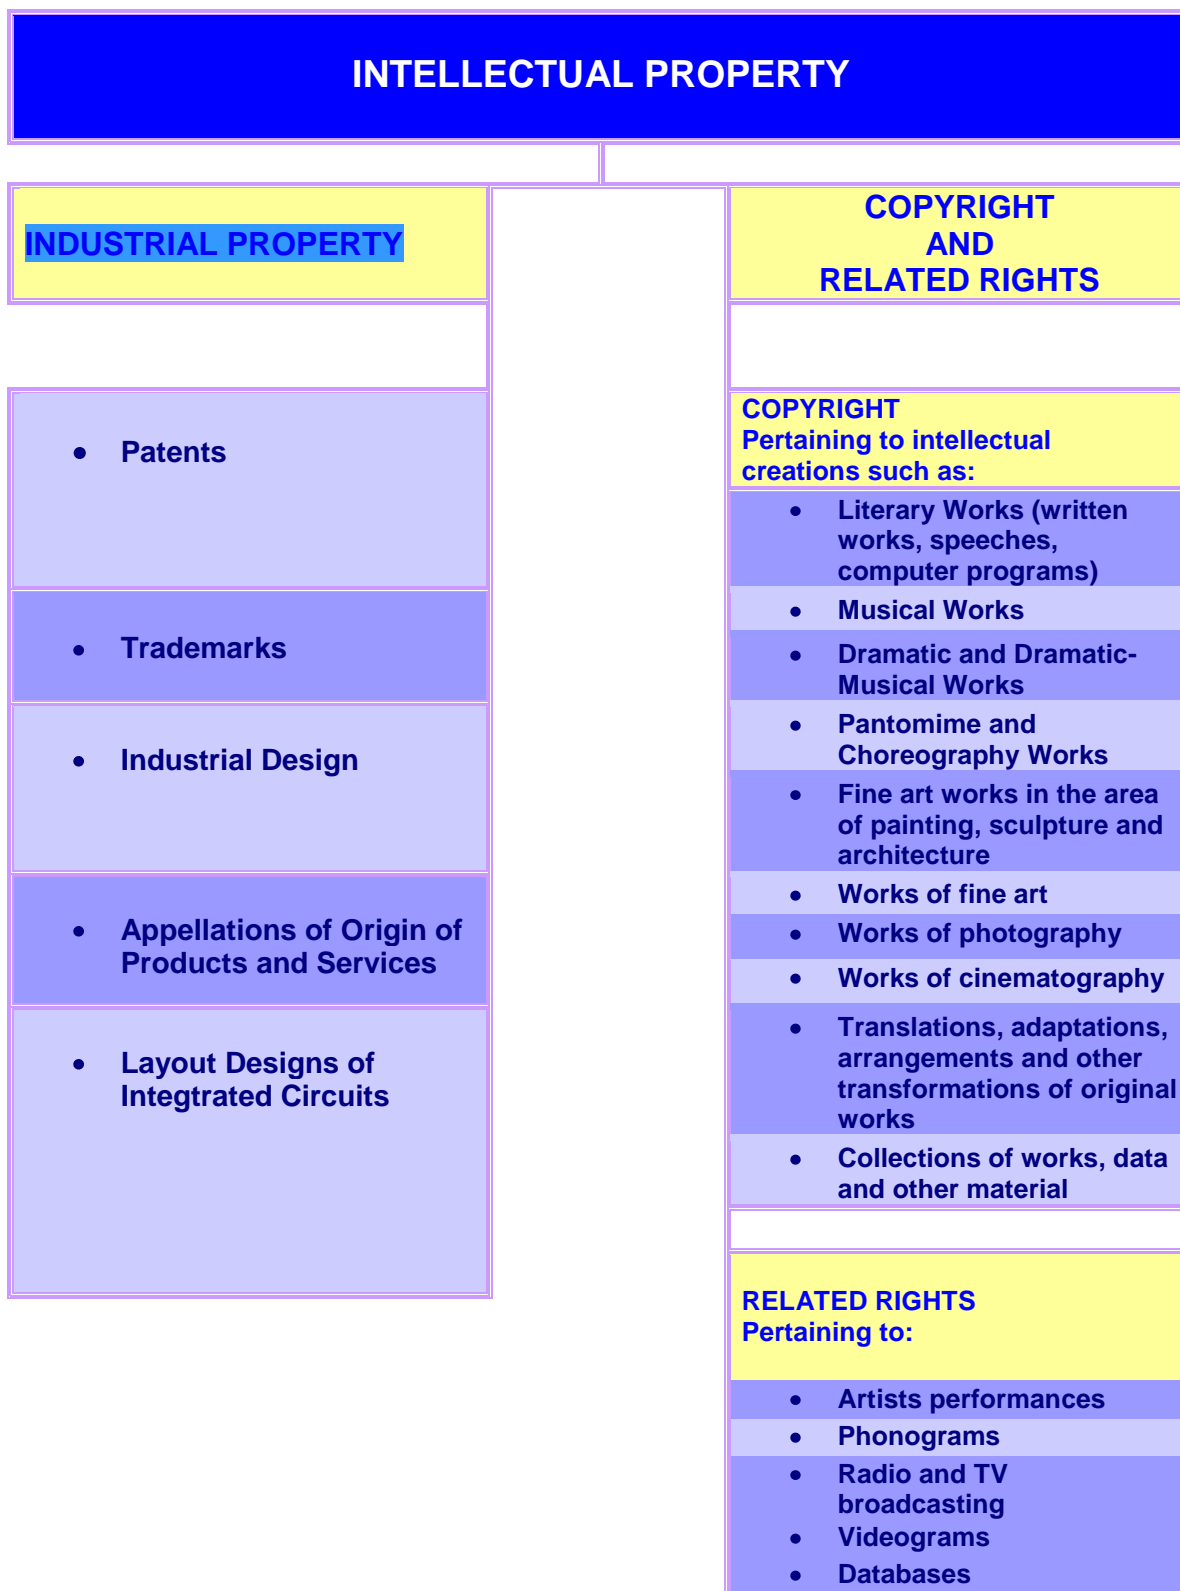 INTELLECTUAL PROPERTY
INDUSTRIAL PROPERTY
• Patents
• Trademarks
• Industrial Design
• Appellations of Origin of
Products and Services
• Layout Designs of
Integtrated Circuits
COPYRIGHT
AND
RELATED RIGHTS
COPYRIGHT
Pertaining to intellectual
creations such as:
• Literary Works (written
works, speeches,
computer programs)
• Musical Works
• Dramatic and Dramatic-
Musical Works
• Pantomime and
Choreography Works
• Fine art works in the area
of painting, sculpture and
architecture
• Works of fine art
• Works of photography
• Works of cinematography
• Translations, adaptations,
arrangements and other
transformations of original
works
• Collections of works, data
and other material
RELATED RIGHTS
Pertaining to:
• Artists performances
• Phonograms
• Radio and TV
broadcasting
• Videograms
• Databases